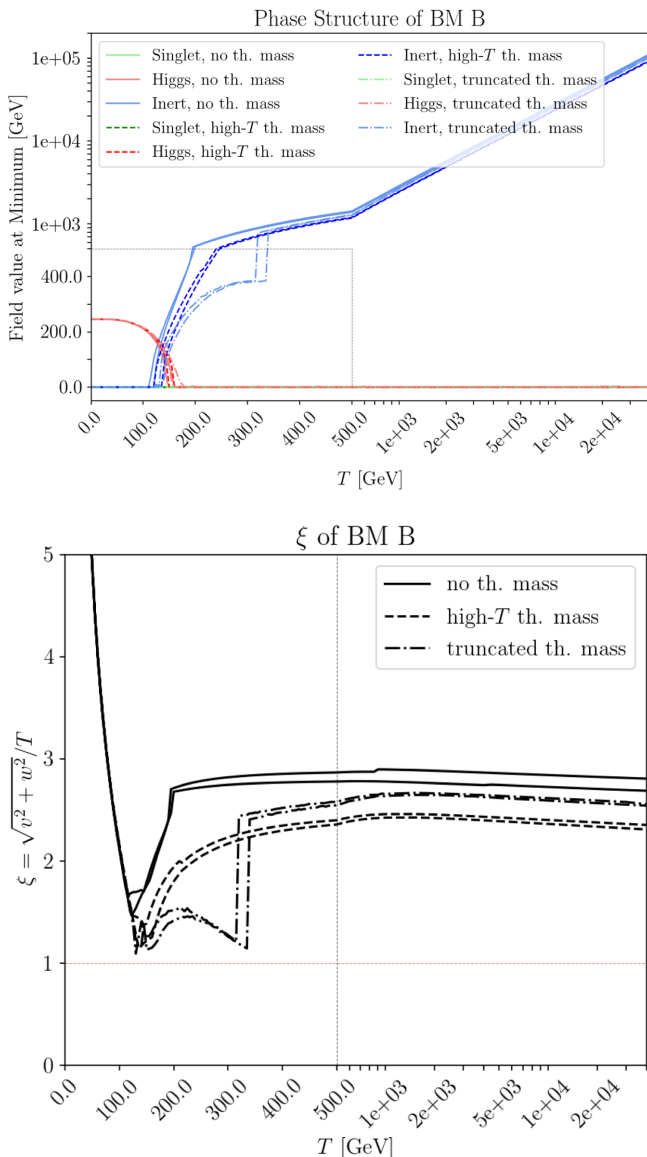 Phase Structure of BM B
Field value at Minimum [GeV]
1e+05
1e+04
1e+03
400.0
200.0
0.0
Singlet, no th. mass
Higgs, no th. mass
Inert, no th. mass
Singlet, high-T th. mass
Higgs, high-T th. mass
Inert, high-T th. mass
Singlet, truncated th. mass
Higgs, truncated th. mass
Inert, truncated th. mass
0.0 100.0 200.0 300.0 400.0 500.0 1e+03 5e+03 1e+04 2e+04
T [GeV]
ξ of BM B
ξ = √v² + w²/T
5
4
3
2
1
0
no th. mass
high-T th. mass
truncated th. mass
0.0 100.0 200.0 300.0 400.0 500.0 1e+03 5e+03 1e+04 2e+04
T [GeV]